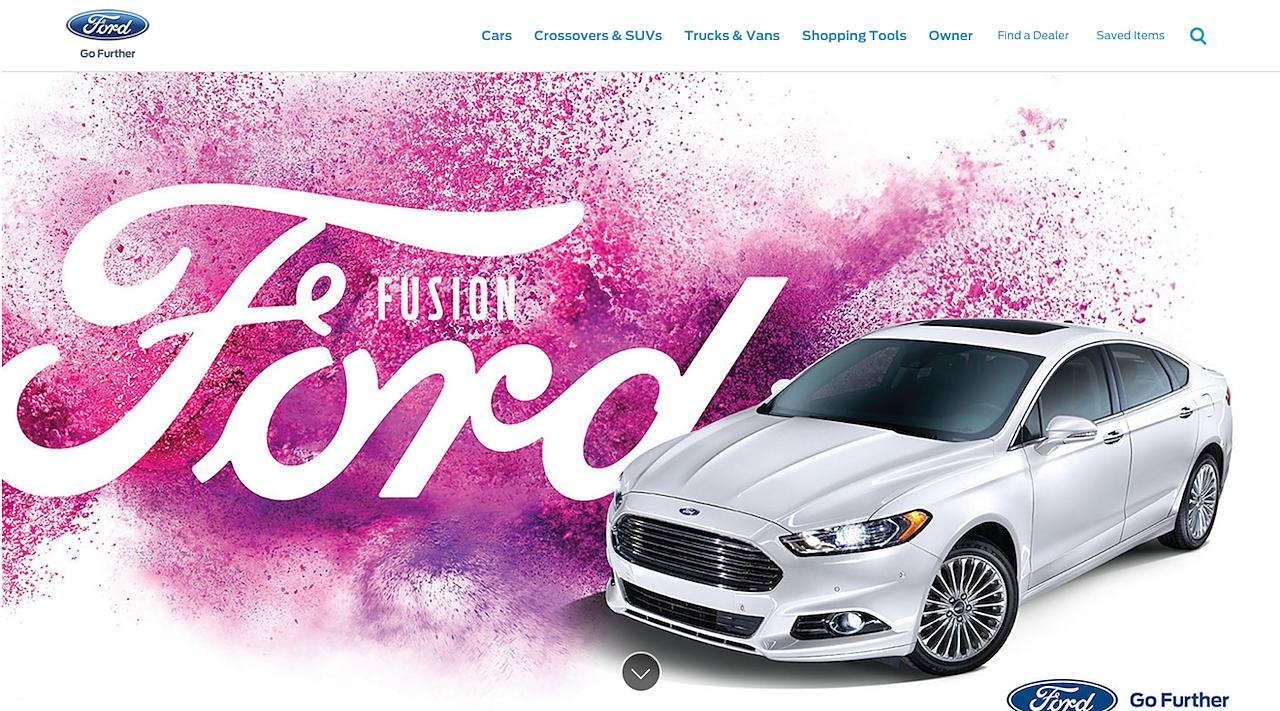 Ford
Go Further
Cars Crossovers & SUVs Trucks & Vans Shopping Tools Owner Find a Dealer Saved Items
FUSION
Ford
Ford
Ford Go Further